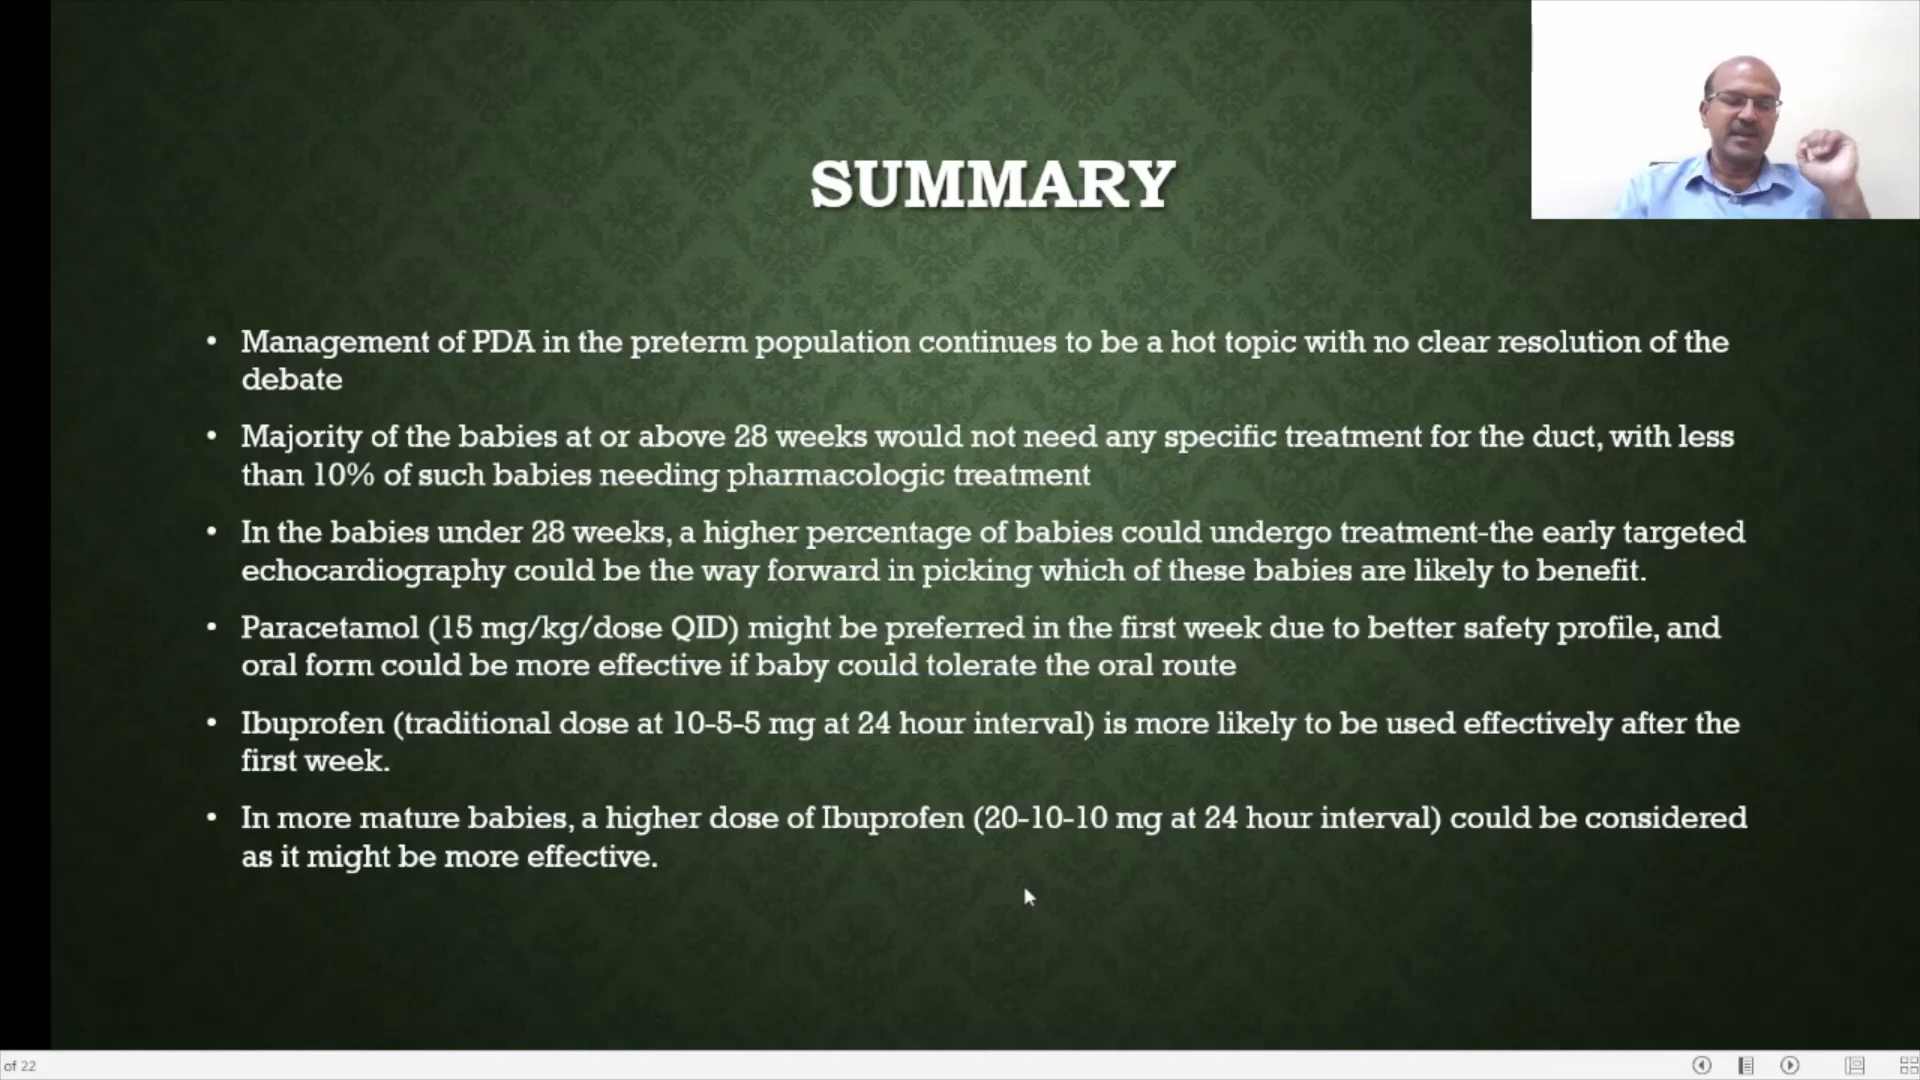 SUMMARY
• Management of PDA in the preterm population continues to be a hot topic with no clear resolution of the
debate
• Majority of the babies at or above 28 weeks would not need any specific treatment for the duct, with less
than 10% of such babies needing pharmacologic treatment
• In the babies under 28 weeks, a higher percentage of babies could undergo treatment-the early targeted
echocardiography could be the way forward in picking which of these babies are likely to benefit.
• Paracetamol (15 mg/kg/dose QID) might be preferred in the first week due to better safety profile, and
oral form could be more effective if baby could tolerate the oral route
• Ibuprofen (traditional dose at 10-5-5 mg at 24 hour interval) is more likely to be used effectively after the
first week.
• In more mature babies, a higher dose of Ibuprofen (20-10-10 mg at 24 hour interval) could be considered
as it might be more effective.
of 22